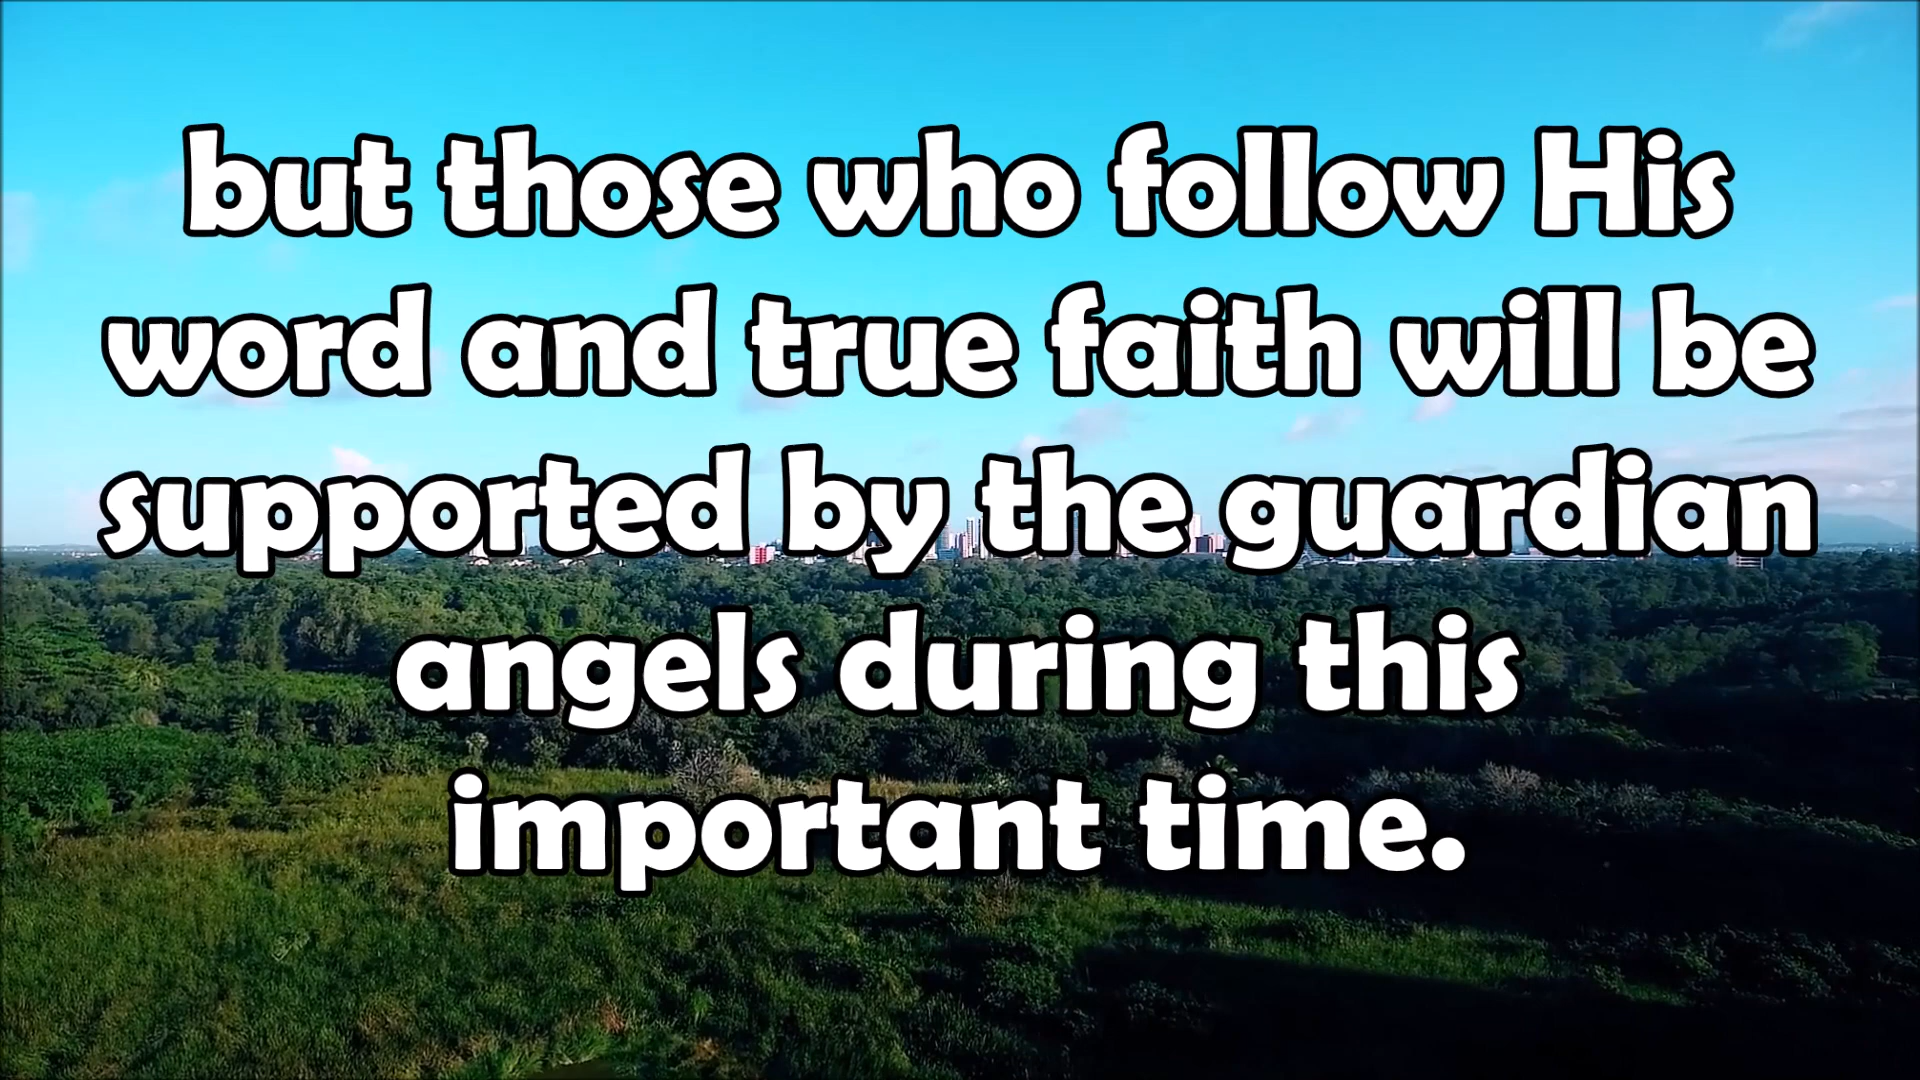 but those who follow His
word and true faith will be
supported by the guardian
angels during this
important time.